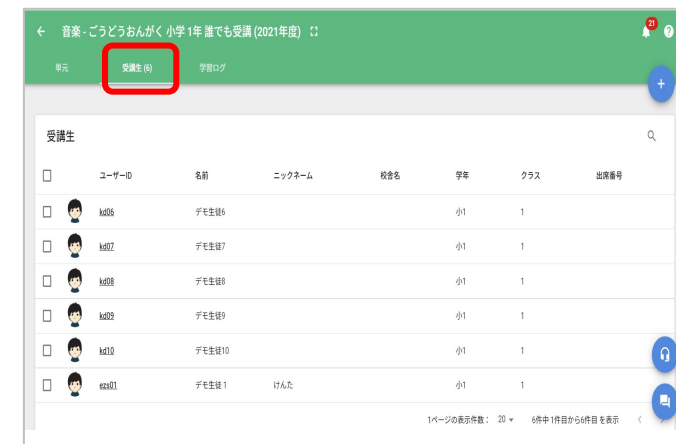 音楽 - ごうどうおんがく 小学 1年 誰でも受講 (2021年度)
21
単元 受講生 (6) 学習ログ
受講生
ユーザーID 名前 ニックネーム 校舎名 学年 クラス 出席番号
kd06 デモ生徒6 小1 1
kd07 デモ生徒7 小1 1
kd08 デモ生徒8 小1 1
kd09 デモ生徒9 小1 1
kd10 デモ生徒10 小1 1
ezs01 デモ生徒 1 けんた 小1 1
1ページの表示件数： 20 6件中 1件目から6件目 を表示